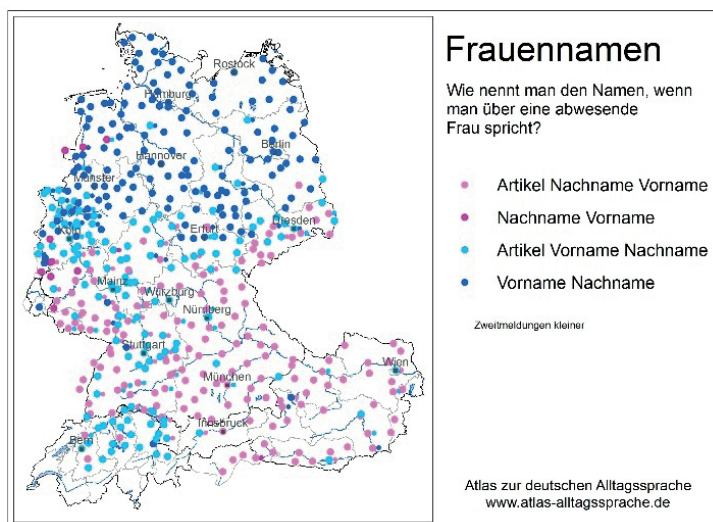 Frauennamen
Wie nennt man den Namen, wenn
man über eine abwesende
Frau spricht?
Artikel Nachname Vorname
Nachname Vorname
Artikel Vorname Nachname
Vorname Nachname
Zweitmeldungen kleiner
Atlas zur deutschen Alltagssprache
www.atlas-alltagssprache.de
Rostock
Hamburg
Berlin
Hannover
Münster
Dresden
Köln
Erfurt
Mainz
Würzburg
Nürnberg
Stuttgart
Wien
München
Innsbruck
Bern